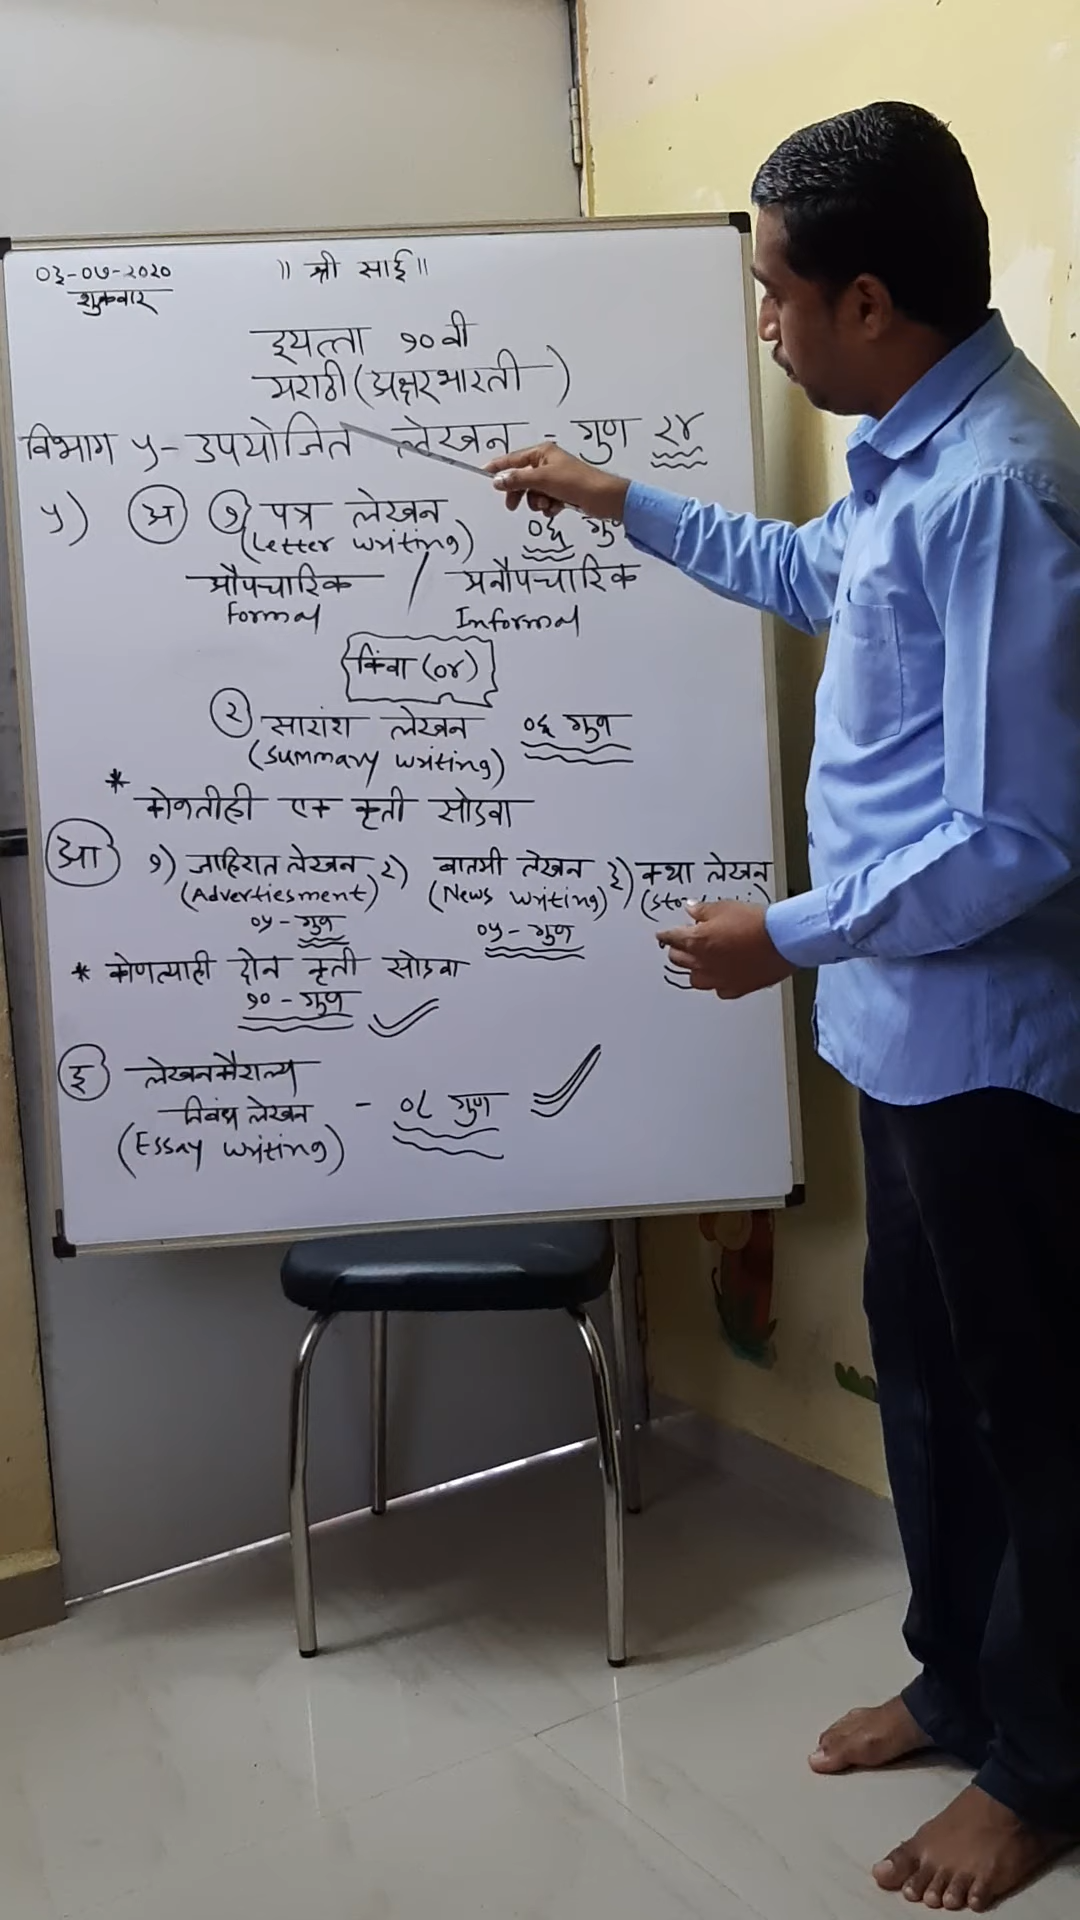 ०३-०७-२०२०
शुक्रवार
॥ श्री साई ॥
इयत्ता १० वी
मराठी (अक्षरभारती)
विभाग ५ - उपयोजित लेखन - गुण २४
५) अ १ पत्र लेखन ०६ गुण
(Letter writing)
औपचारिक / अनौपचारिक
Formal Informal
किंवा (or)
२ सारांश लेखन ०६ गुण
(Summary writing)
* कोणतीही एक कृती सोडवा
आ १) जाहिरात लेखन २) बातमी लेखन ३) कथा लेखन
(Advertiesment) (News writing)
०५ - गुण ०५ - गुण
* कोणत्याही दोन कृती सोडवा
१० - गुण
इ लेखनकौशल्य
निबंध लेखन - ०८ गुण
(Essay writing)